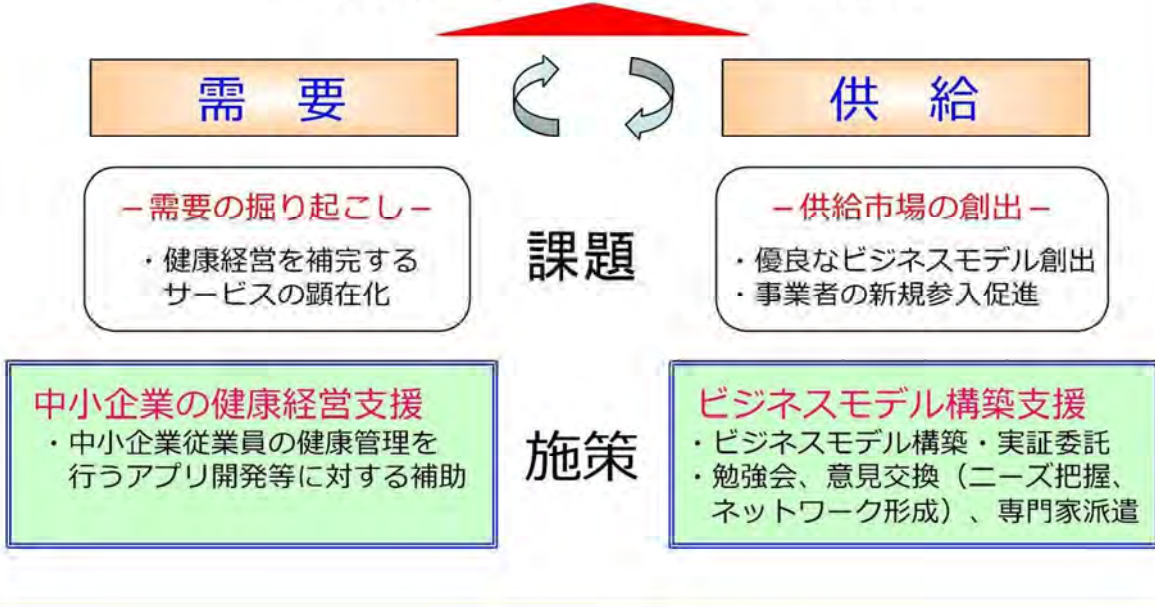 需 要
供 給
－需要の掘り起こし－
・健康経営を補完する
サービスの顕在化
課題
－供給市場の創出－
・優良なビジネスモデル創出
・事業者の新規参入促進
中小企業の健康経営支援
・中小企業従業員の健康管理を
行うアプリ開発等に対する補助
施策
ビジネスモデル構築支援
・ビジネスモデル構築・実証委託
・勉強会、意見交換（ニーズ把握、
ネットワーク形成）、専門家派遣